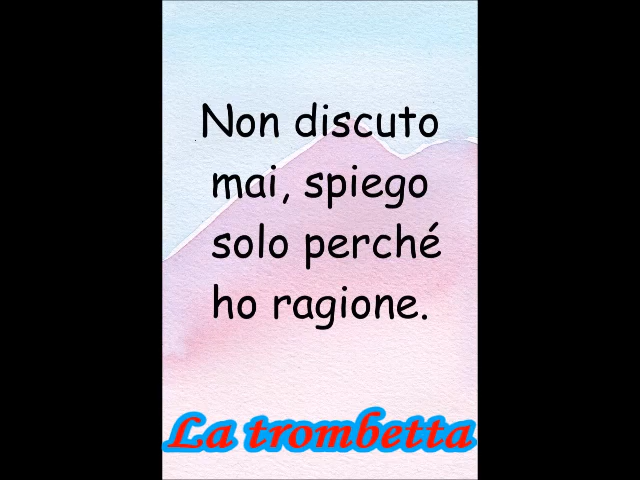 Non discuto
mai, spiego
solo perché
ho ragione.
La trombetta